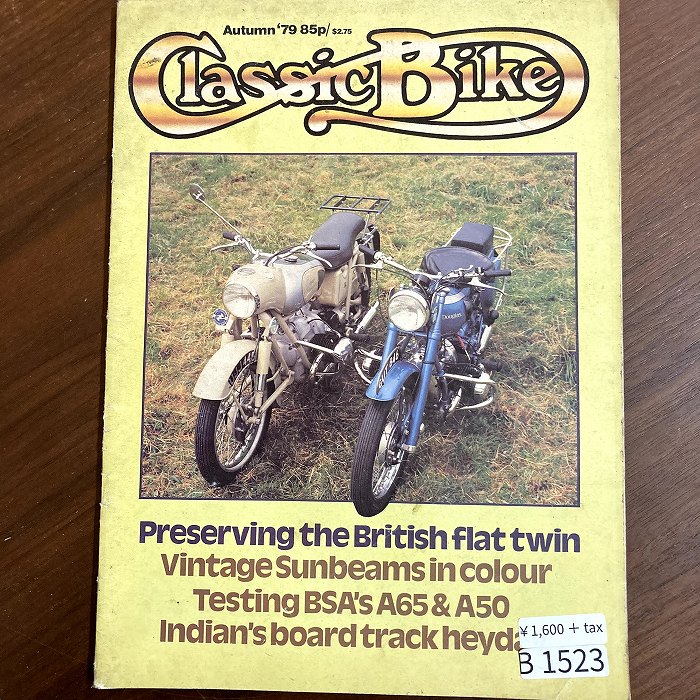 Autumn '79 85p/$2.75
Classic Bike
Douglas
Preserving the British flat twin
Vintage Sunbeams in colour
Testing BSA's A65 & A50
Indian's board track heyda
¥1,600 + tax
B 1523